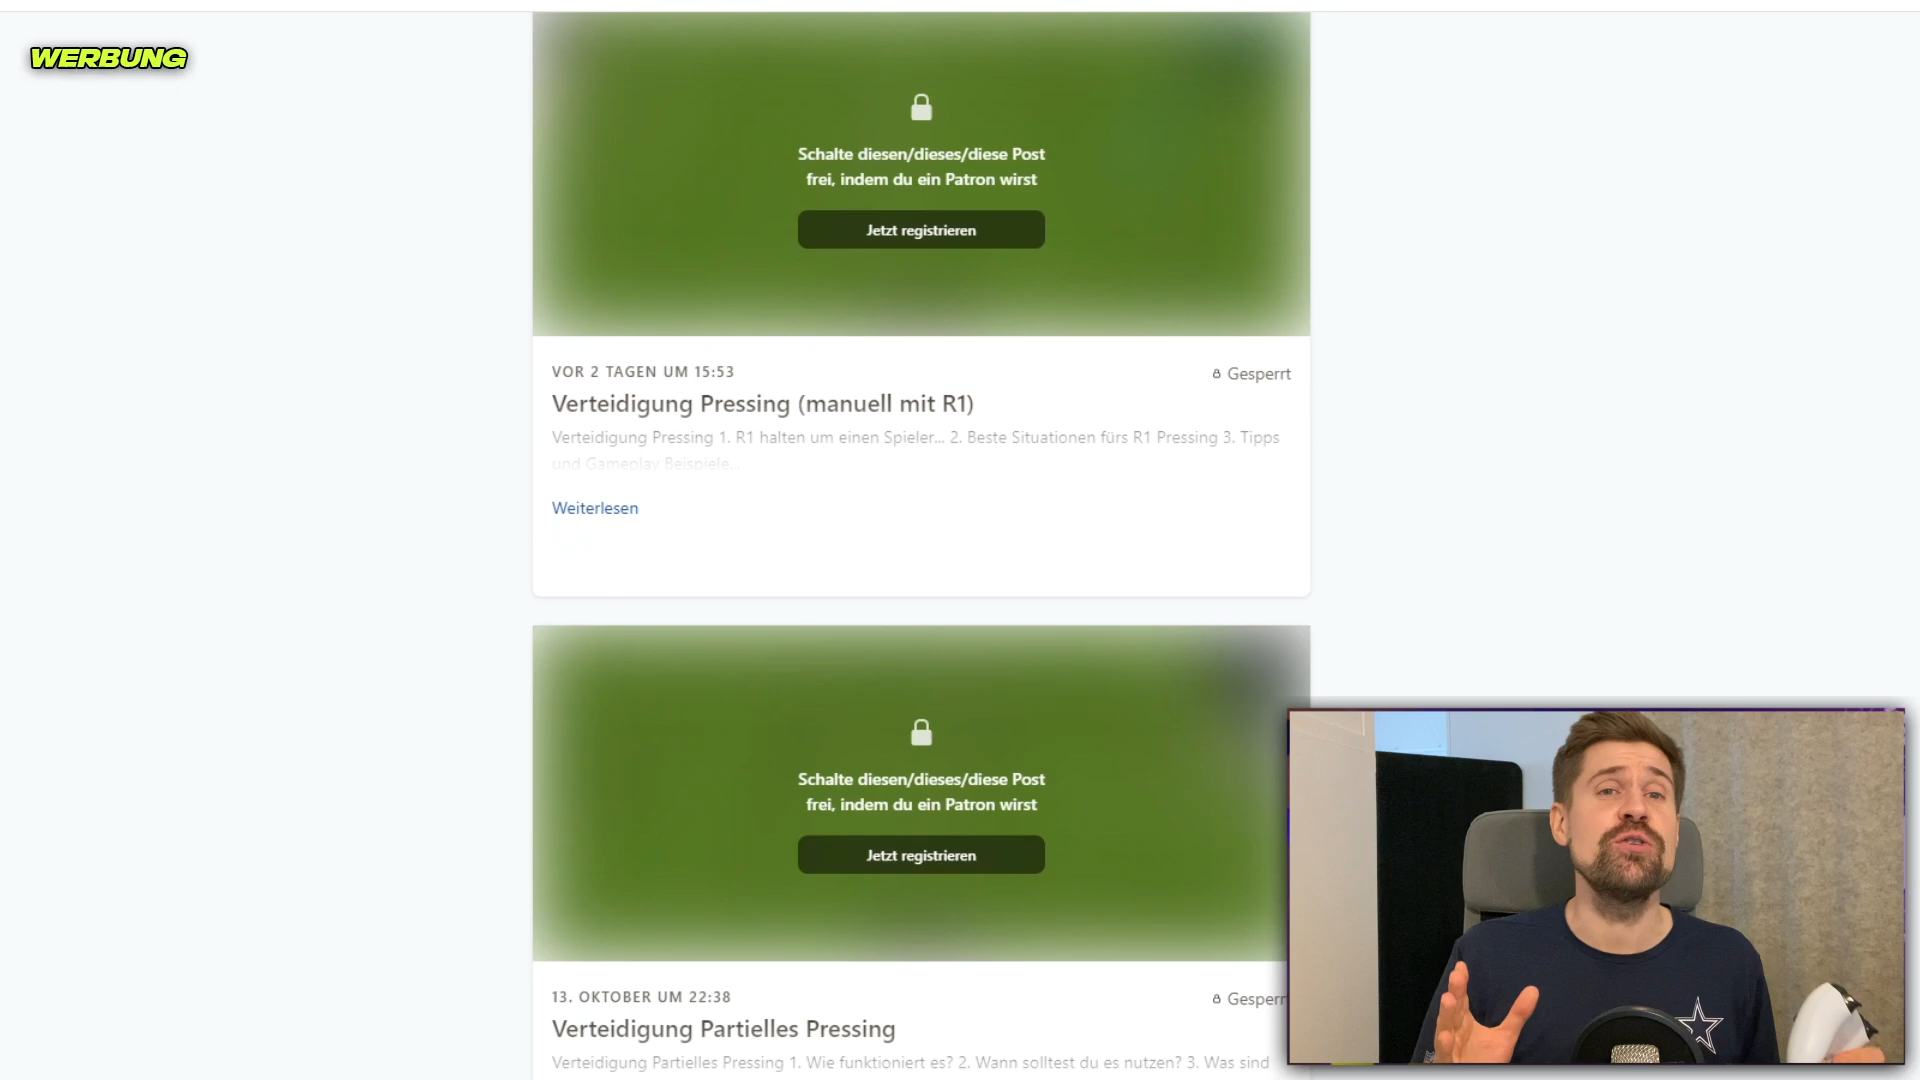 WERBUNG
Schalte diesen/dieses/diese Post
frei, indem du ein Patron wirst
Jetzt registrieren
VOR 2 TAGEN UM 15:53
Gesperrt
Verteidigung Pressing (manuell mit R1)
Verteidigung Pressing 1. R1 halten um einen Spieler... 2. Beste Situationen fürs R1 Pressing 3. Tipps
und Gameplay Beispiele...
Weiterlesen
Schalte diesen/dieses/diese Post
frei, indem du ein Patron wirst
Jetzt registrieren
13. OKTOBER UM 22:38
Gesperr
Verteidigung Partielles Pressing
Verteidigung Partielles Pressing 1. Wie funktioniert es? 2. Wann solltest du es nutzen? 3. Was sind